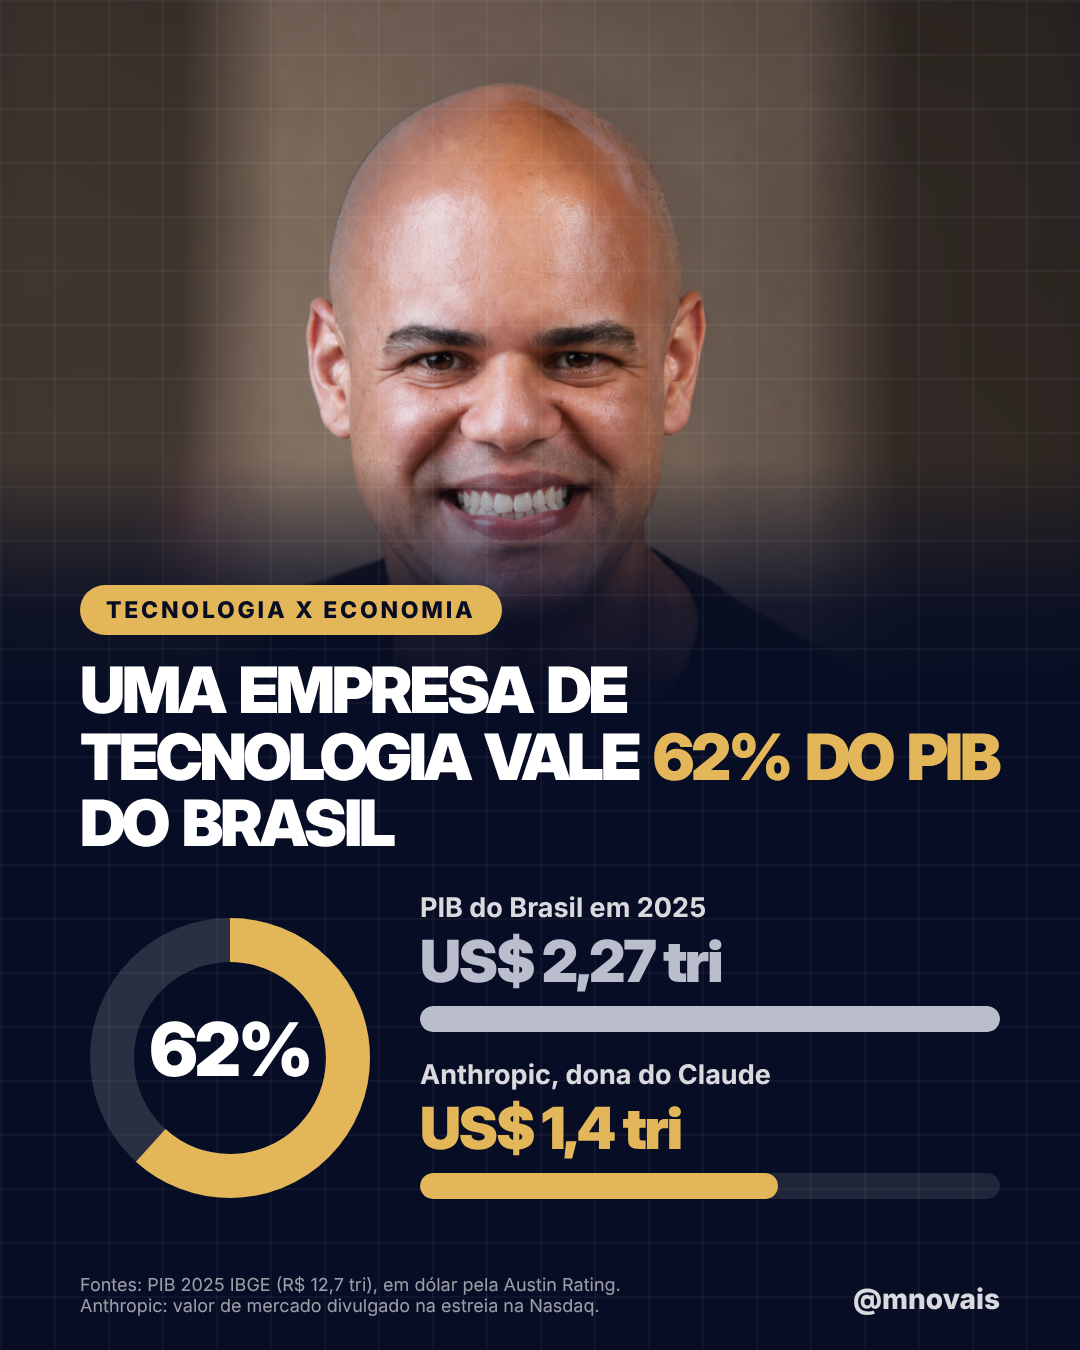 TECNOLOGIA X ECONOMIA
UMA EMPRESA DE
TECNOLOGIA VALE 62% DO PIB
DO BRASIL
62%
PIB do Brasil em 2025
US$ 2,27 tri
Anthropic, dona do Claude
US$ 1,4 tri
Fontes: PIB 2025 IBGE (R$ 12,7 tri), em dólar pela Austin Rating.
Anthropic: valor de mercado divulgado na estreia na Nasdaq.
@mnovais